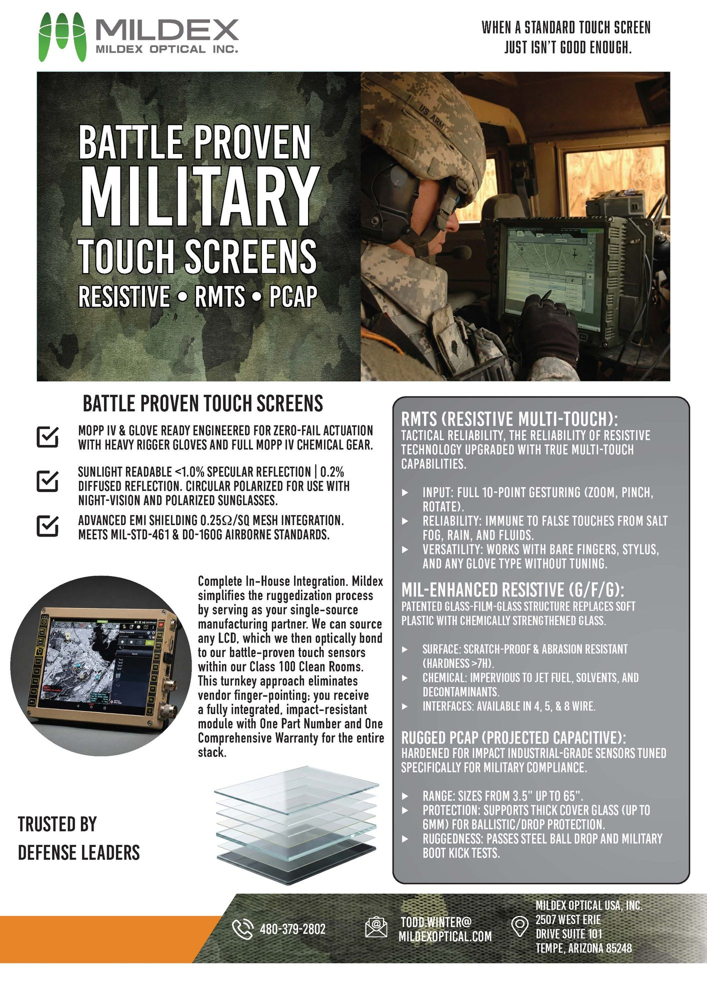 MILDEX
MILDEX OPTICAL INC.
WHEN A STANDARD TOUCH SCREEN
JUST ISN'T GOOD ENOUGH.
BATTLE PROVEN
MILITARY
TOUCH SCREENS
RESISTIVE • RMTS • PCAP
US ARMY
BATTLE PROVEN TOUCH SCREENS
MOPP IV & GLOVE READY ENGINEERED FOR ZERO-FAIL ACTUATION
WITH HEAVY RIGGER GLOVES AND FULL MOPP IV CHEMICAL GEAR.
SUNLIGHT READABLE <1.0% SPECULAR REFLECTION | 0.2%
DIFFUSED REFLECTION. CIRCULAR POLARIZED FOR USE WITH
NIGHT-VISION AND POLARIZED SUNGLASSES.
ADVANCED EMI SHIELDING 0.25Ω/SQ MESH INTEGRATION.
MEETS MIL-STD-461 & DO-160G AIRBORNE STANDARDS.
Complete In-House Integration. Mildex
simplifies the ruggedization process
by serving as your single-source
manufacturing partner. We can source
any LCD, which we then optically bond
to our battle-proven touch sensors
within our Class 100 Clean Rooms.
This turnkey approach eliminates
vendor finger-pointing; you receive
a fully integrated, impact-resistant
module with One Part Number and One
Comprehensive Warranty for the entire
stack.
TRUSTED BY
DEFENSE LEADERS
RMTS (RESISTIVE MULTI-TOUCH):
TACTICAL RELIABILITY, THE RELIABILITY OF RESISTIVE
TECHNOLOGY UPGRADED WITH TRUE MULTI-TOUCH
CAPABILITIES.
INPUT: FULL 10-POINT GESTURING (ZOOM, PINCH,
ROTATE).
RELIABILITY: IMMUNE TO FALSE TOUCHES FROM SALT
FOG, RAIN, AND FLUIDS.
VERSATILITY: WORKS WITH BARE FINGERS, STYLUS,
AND ANY GLOVE TYPE WITHOUT TUNING.
MIL-ENHANCED RESISTIVE (G/F/G):
PATENTED GLASS-FILM-GLASS STRUCTURE REPLACES SOFT
PLASTIC WITH CHEMICALLY STRENGTHENED GLASS.
SURFACE: SCRATCH-PROOF & ABRASION RESISTANT
(HARDNESS >7H).
CHEMICAL: IMPERVIOUS TO JET FUEL, SOLVENTS, AND
DECONTAMINANTS.
INTERFACES: AVAILABLE IN 4, 5, & 8 WIRE.
RUGGED PCAP (PROJECTED CAPACITIVE):
HARDENED FOR IMPACT INDUSTRIAL-GRADE SENSORS TUNED
SPECIFICALLY FOR MILITARY COMPLIANCE.
RANGE: SIZES FROM 3.5" UP TO 65".
PROTECTION: SUPPORTS THICK COVER GLASS (UP TO
6MM) FOR BALLISTIC/DROP PROTECTION.
RUGGEDNESS: PASSES STEEL BALL DROP AND MILITARY
BOOT KICK TESTS.
480-379-2802
TODD.WINTER@
MILDEXOPTICAL.COM
MILDEX OPTICAL USA, INC.
2507 WEST ERIE
DRIVE SUITE 101
TEMPE, ARIZONA 85248